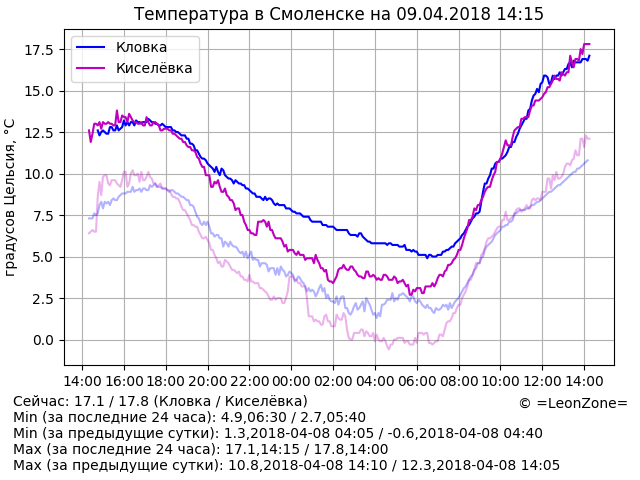 Температура в Смоленске на 09.04.2018 14:15
Кловка
Киселёвка
градусов Цельсия, °C
17.5
15.0
12.5
10.0
7.5
5.0
2.5
0.0
14:00 16:00 18:00 20:00 22:00 00:00 02:00 04:00 06:00 08:00 10:00 12:00 14:00
Сейчас: 17.1 / 17.8 (Кловка / Киселёвка)
© =LeonZone=
Min (за последние 24 часа): 4.9,06:30 / 2.7,05:40
Min (за предыдущие сутки): 1.3,2018-04-08 04:05 / -0.6,2018-04-08 04:40
Max (за последние 24 часа): 17.1,14:15 / 17.8,14:00
Max (за предыдущие сутки): 10.8,2018-04-08 14:10 / 12.3,2018-04-08 14:05